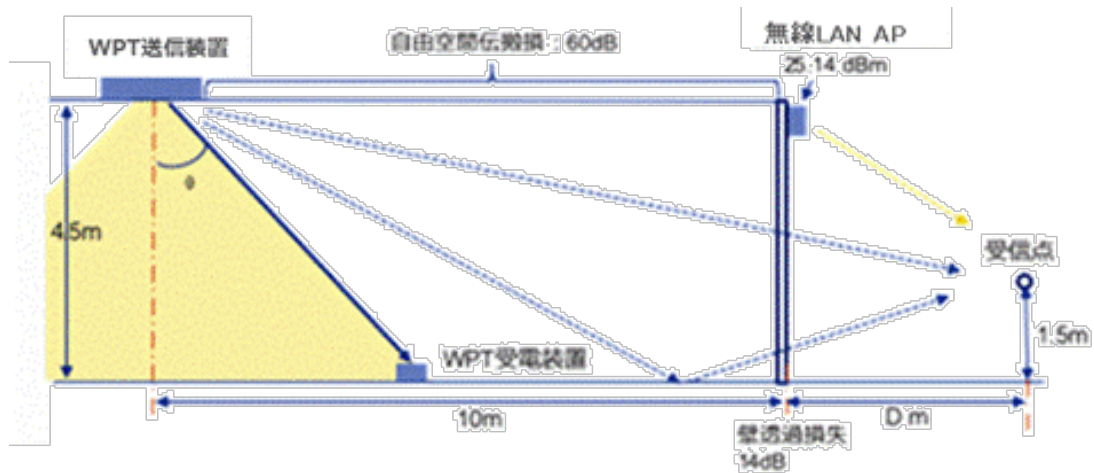 WPT送信装置
自由空間伝搬損：60dB
無線LAN AP
25.14 dBm
4.5m
θ
受信点
WPT受電装置
1.5m
10m
D m
壁透過損失
14dB